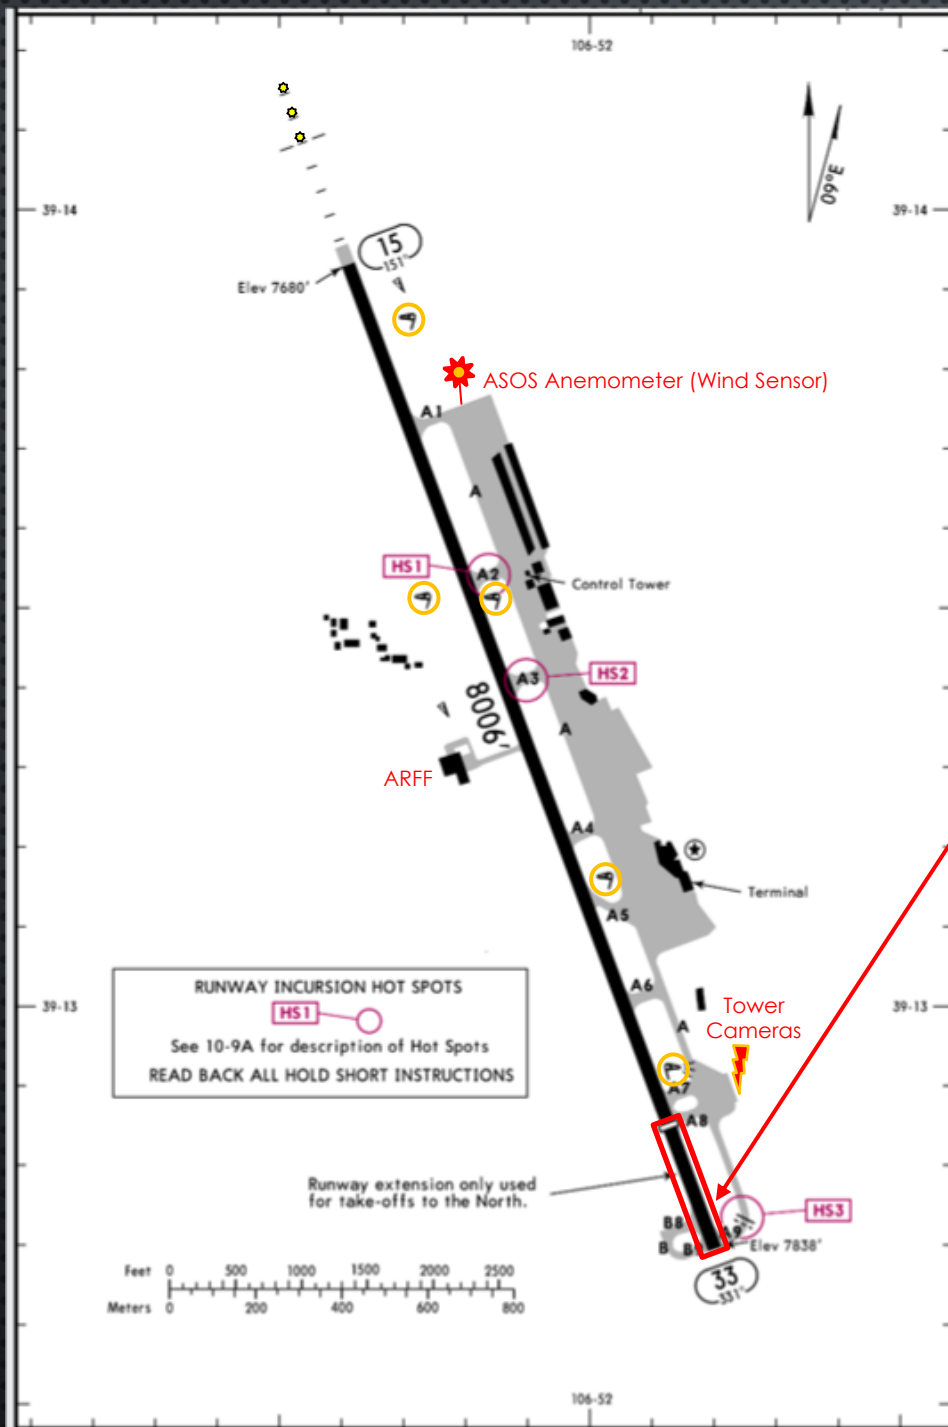 106-52
09°E
39-14
39-14
15
151°
Elev 7680'
ASOS Anemometer (Wind Sensor)
A1
A
HS1
A2
Control Tower
A3
HS2
8006'
A
ARFF
A4
Terminal
A5
RUNWAY INCURSION HOT SPOTS
HS1
See 10-9A for description of Hot Spots
READ BACK ALL HOLD SHORT INSTRUCTIONS
A6
39-13
39-13
Tower
Cameras
A
A7
A8
Runway extension only used
for take-offs to the North.
HS3
B8
A9
B
Elev 7838'
33
331°
Feet 0 500 1000 1500 2000 2500
Meters 0 200 400 600 800
106-52